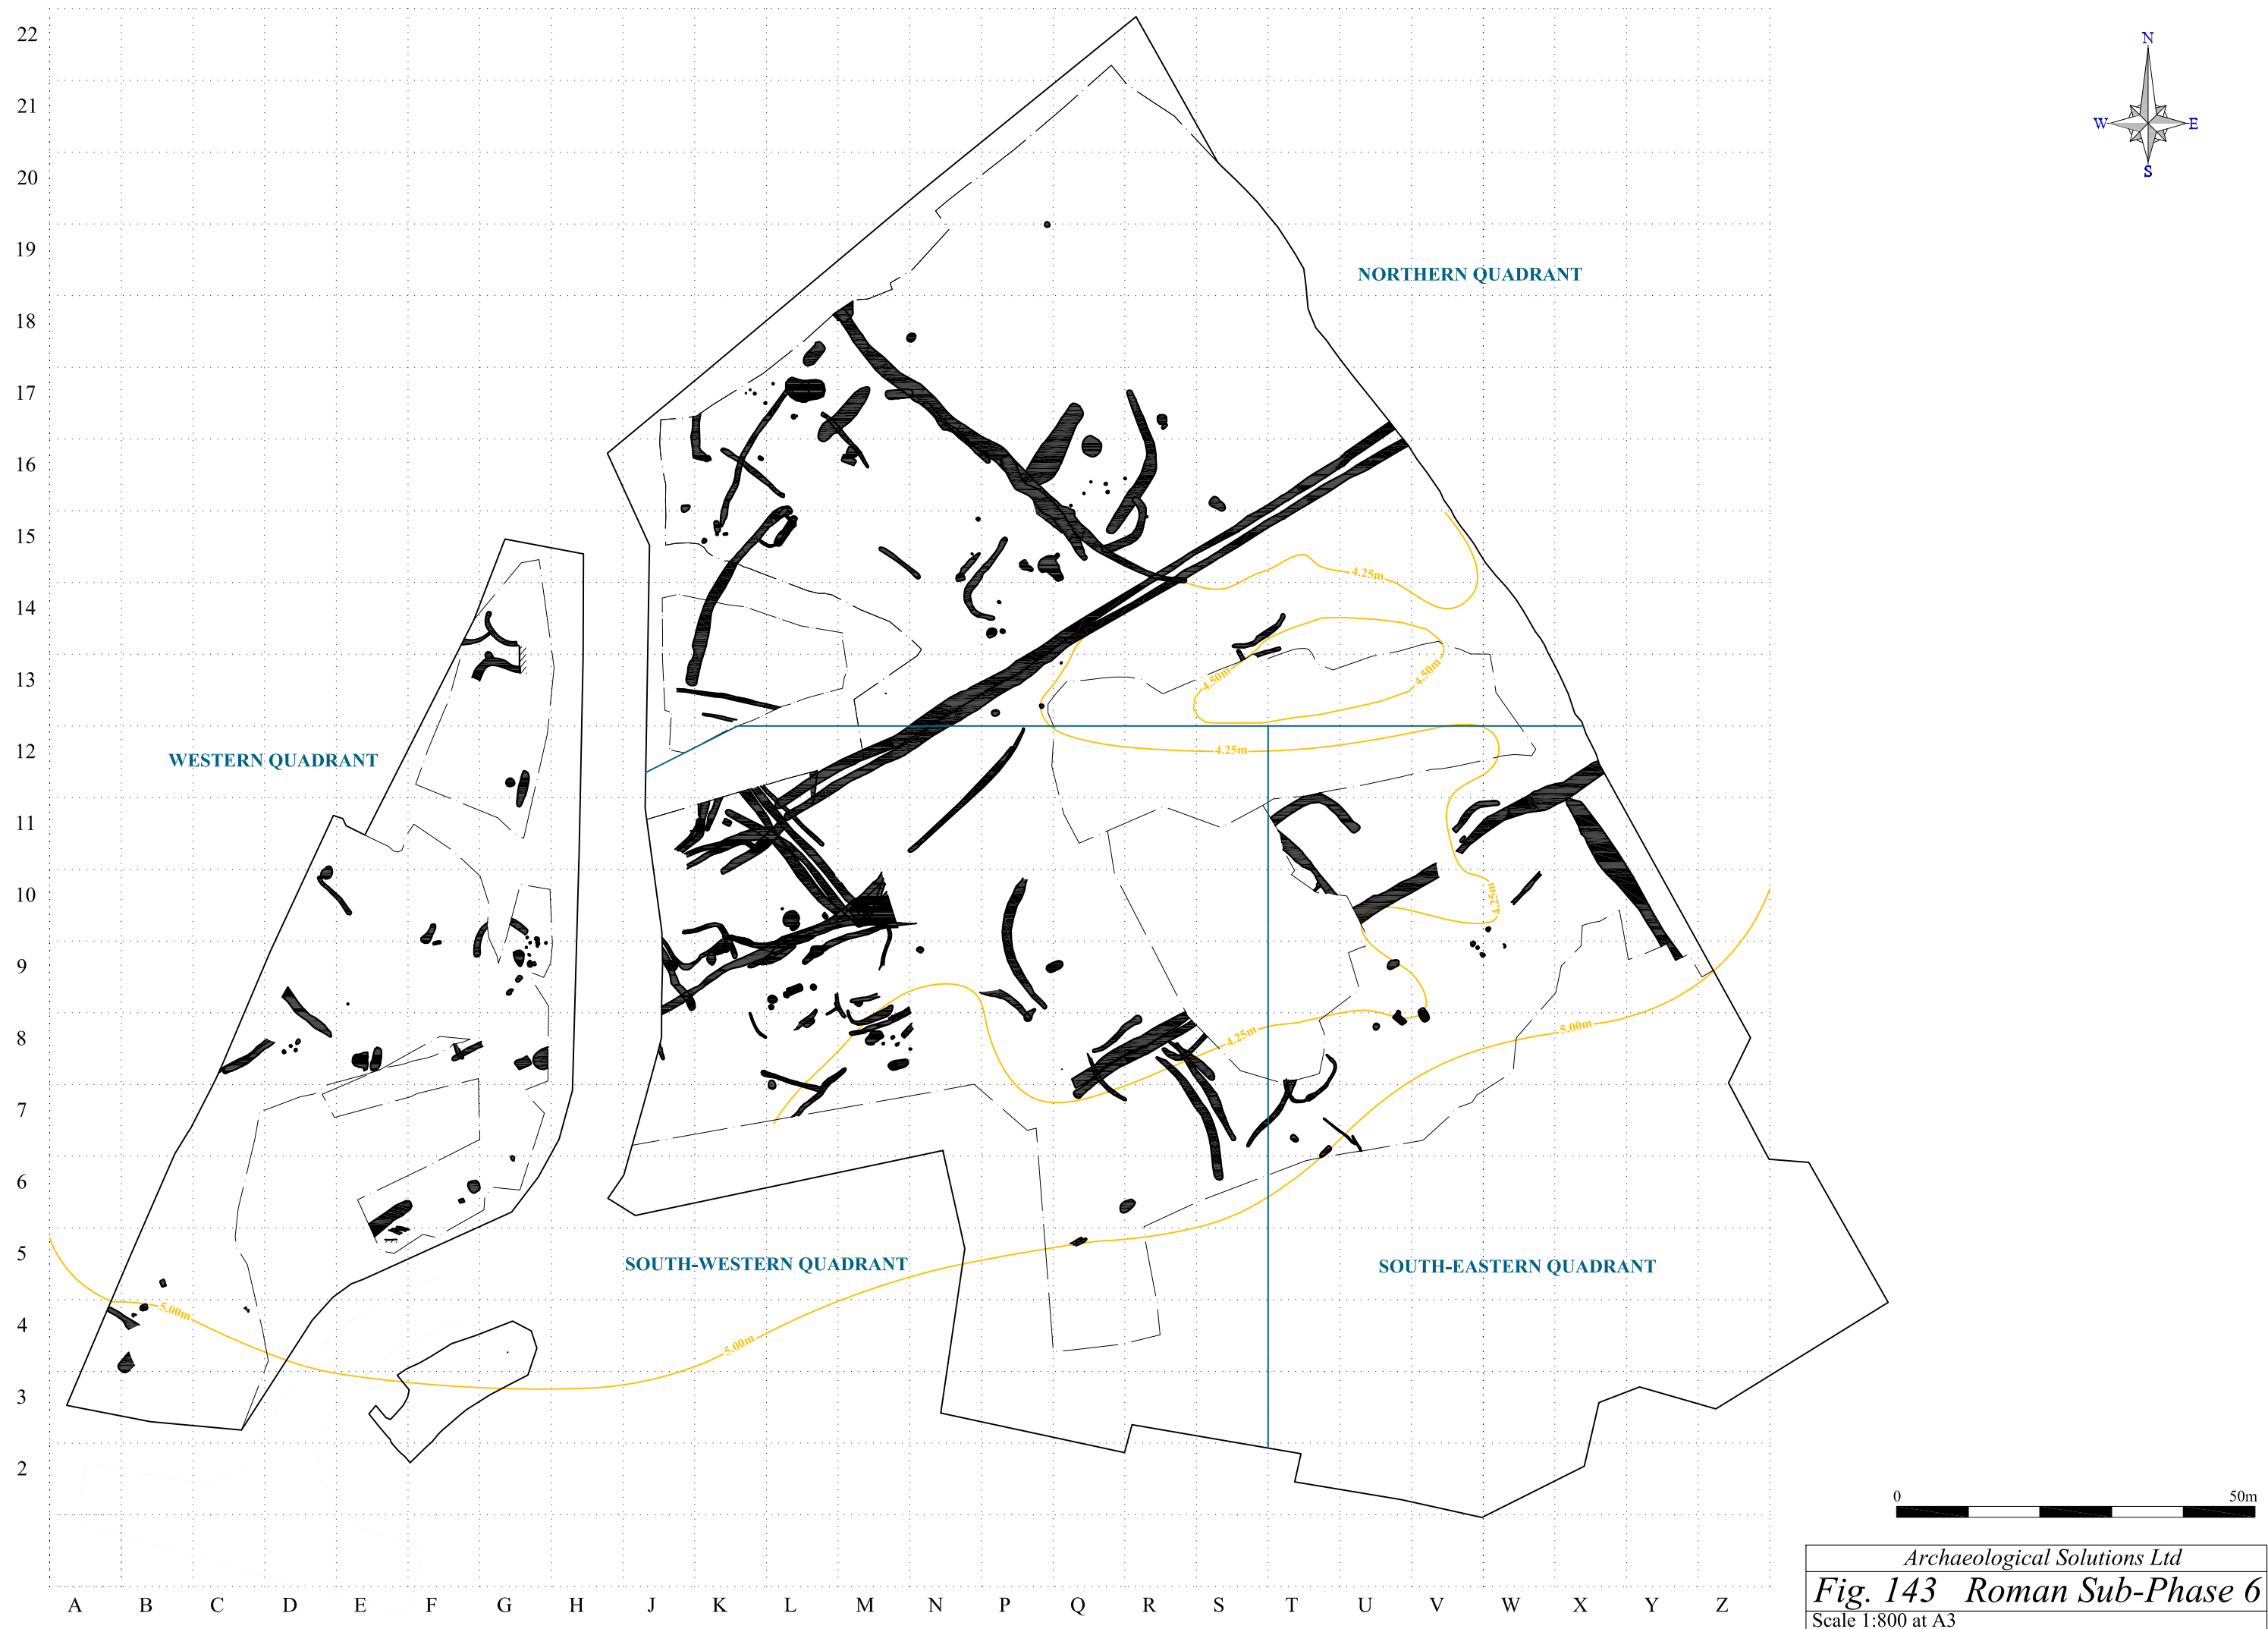 22
N
21
W
E
20
S
19
NORTHERN QUADRANT
18
17
16
15
4.25m
14
4.50m
4.50m
13
12
WESTERN QUADRANT
4.25m
11
10
4.25m
9
8
4.25m
5.00m
7
6
5
SOUTH-WESTERN QUADRANT
SOUTH-EASTERN QUADRANT
5.00m
4
5.00m
3
2
0
50m
A B C D E F G H J K L M N P Q R S T U V W X Y Z
Archaeological Solutions Ltd
Fig. 143 Roman Sub-Phase 6
Scale 1:800 at A3